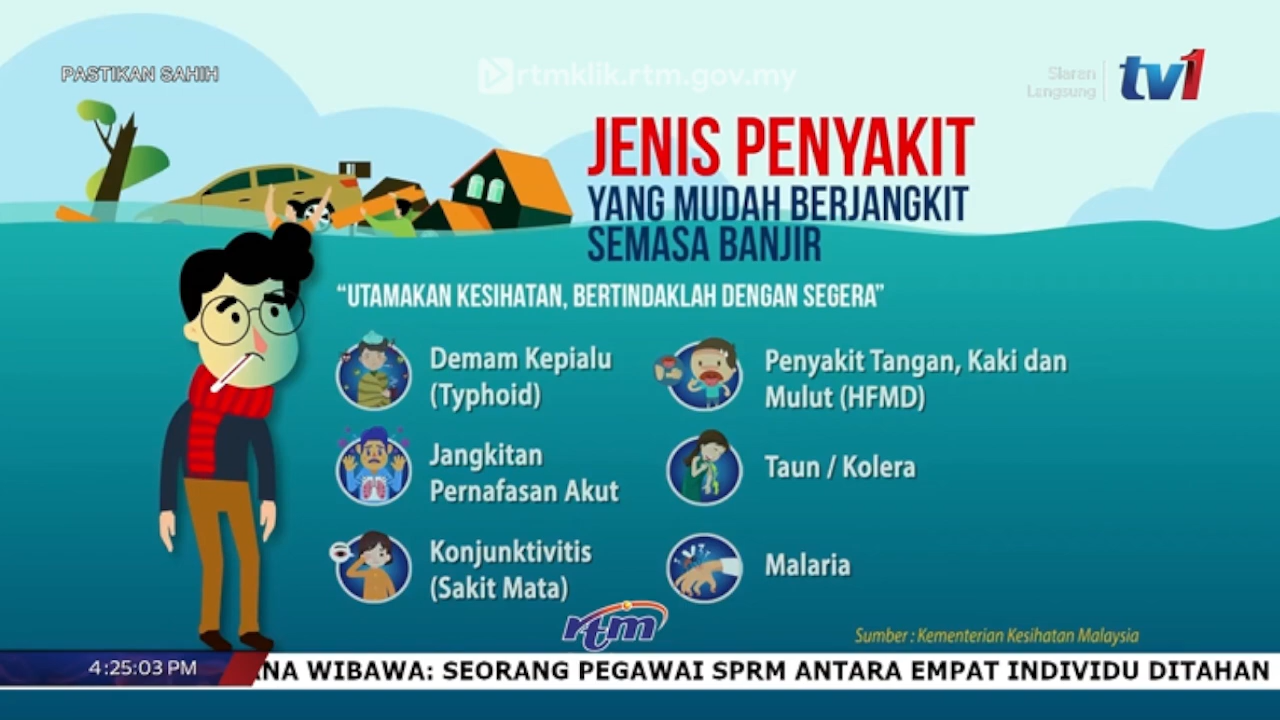 PASTIKAN SAHIH
rtmklik.rtm.gov.my
Siaran
Langsung
tv1
JENIS PENYAKIT
YANG MUDAH BERJANGKIT
SEMASA BANJIR
“UTAMAKAN KESIHATAN, BERTINDAKLAH DENGAN SEGERA”
Demam Kepialu
(Typhoid)
Jangkitan
Pernafasan Akut
Konjunktivitis
(Sakit Mata)
Penyakit Tangan, Kaki dan
Mulut (HFMD)
Taun / Kolera
Malaria
rtm
Sumber : Kementerian Kesihatan Malaysia
4:25:03 PM
ANA WIBAWA: SEORANG PEGAWAI SPRM ANTARA EMPAT INDIVIDU DITAHAN